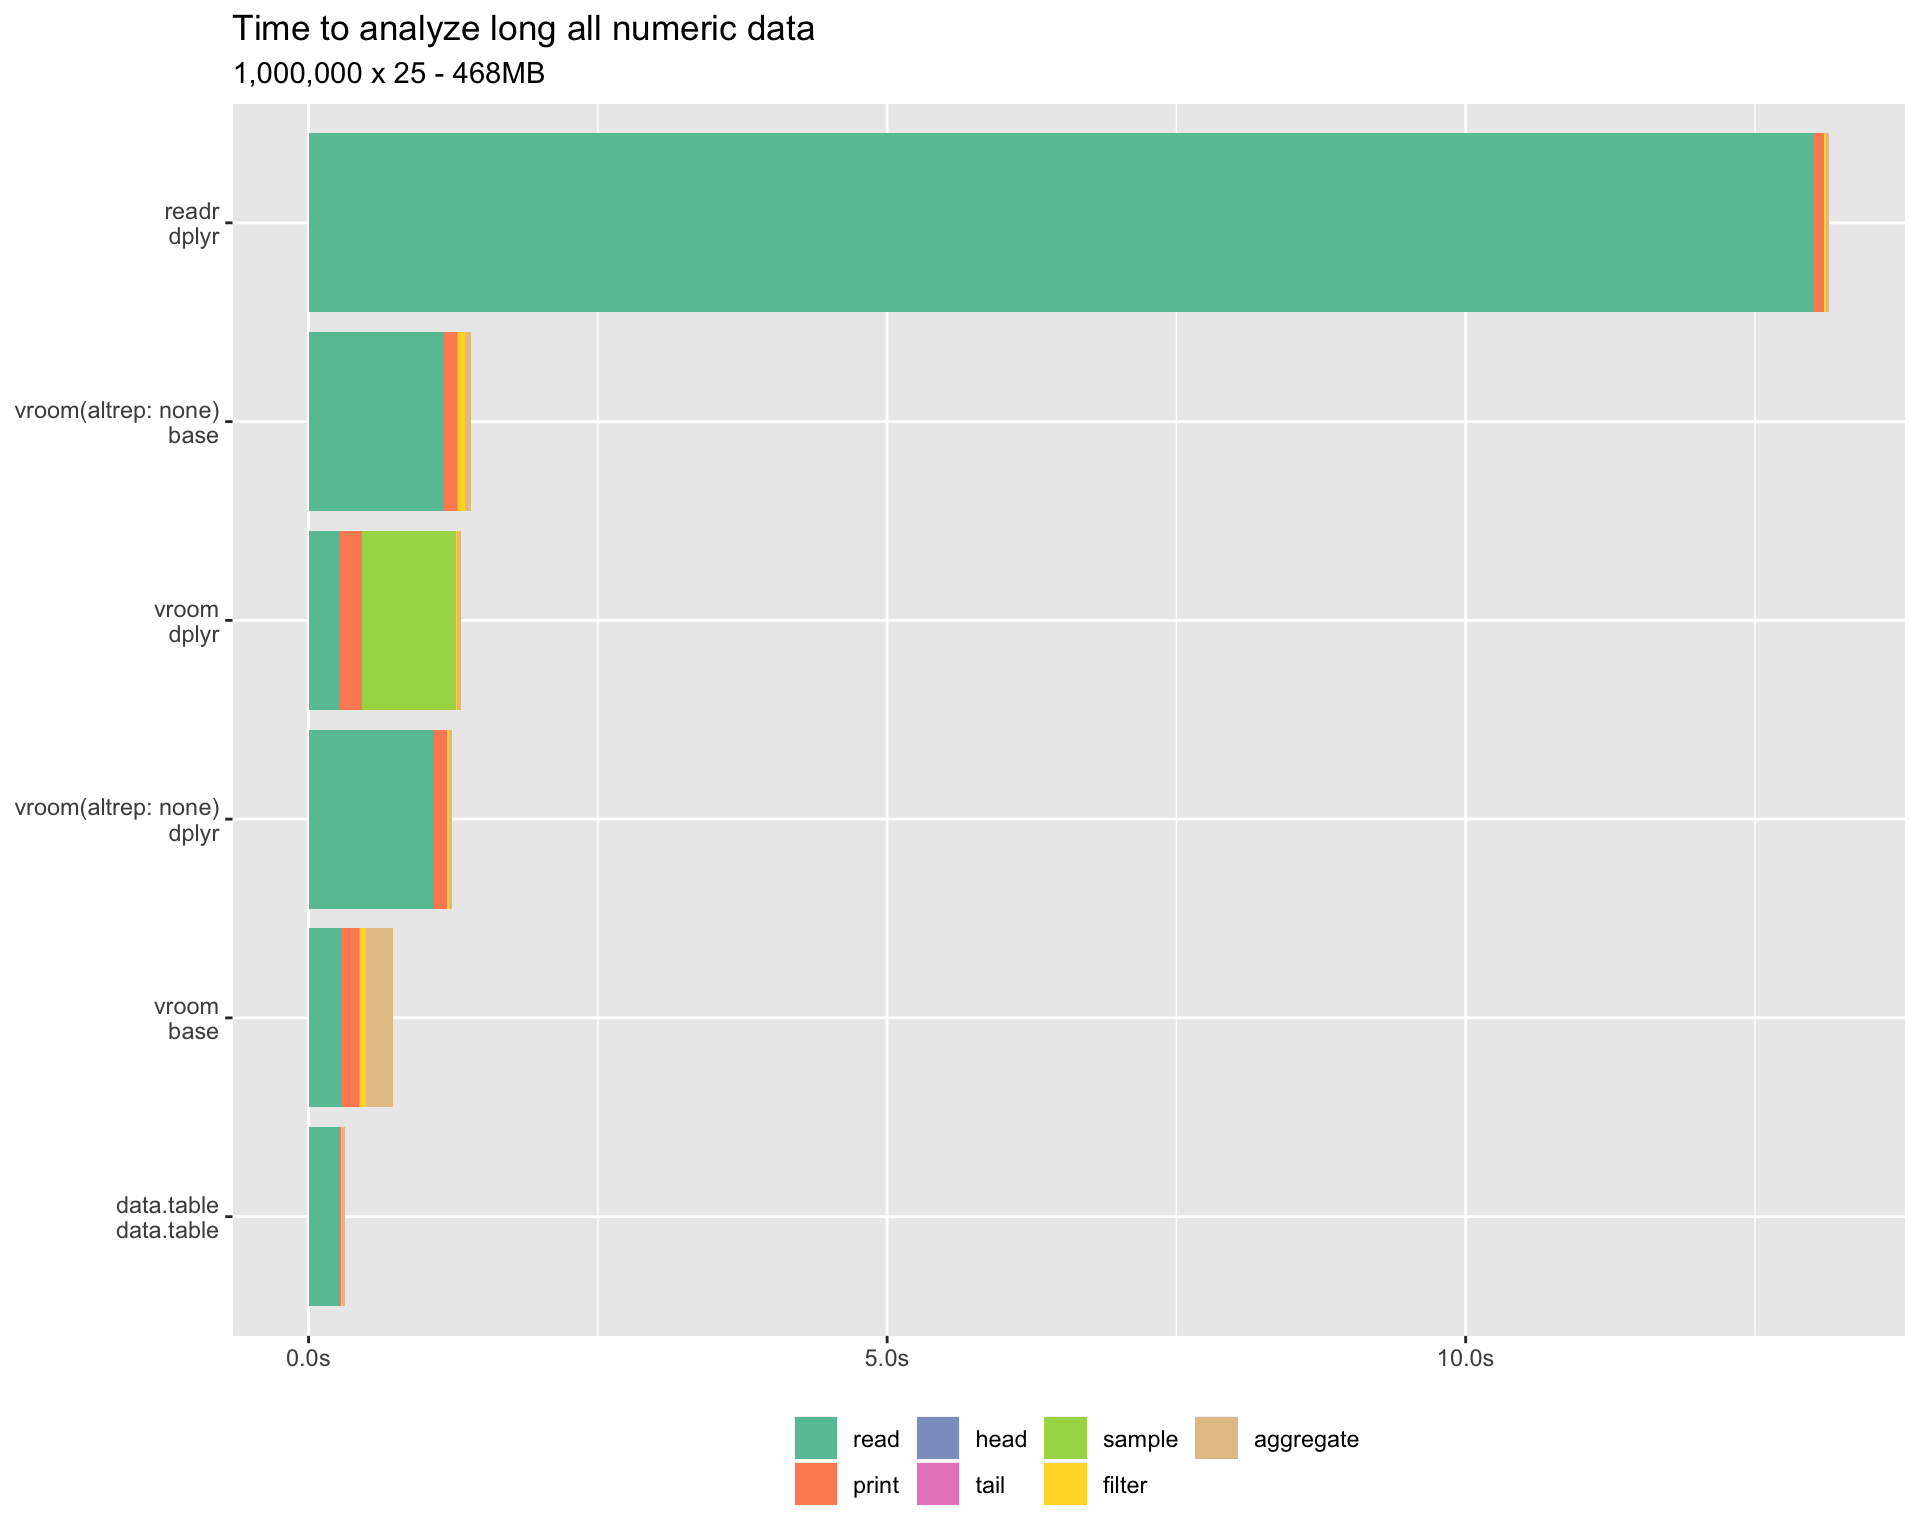 Time to analyze long all numeric data
1,000,000 x 25 - 468MB
readr
dplyr
vroom(altrep: none)
base
vroom
dplyr
vroom(altrep: none)
dplyr
vroom
base
data.table
data.table
0.0s 5.0s 10.0s
read head sample aggregate
print tail filter